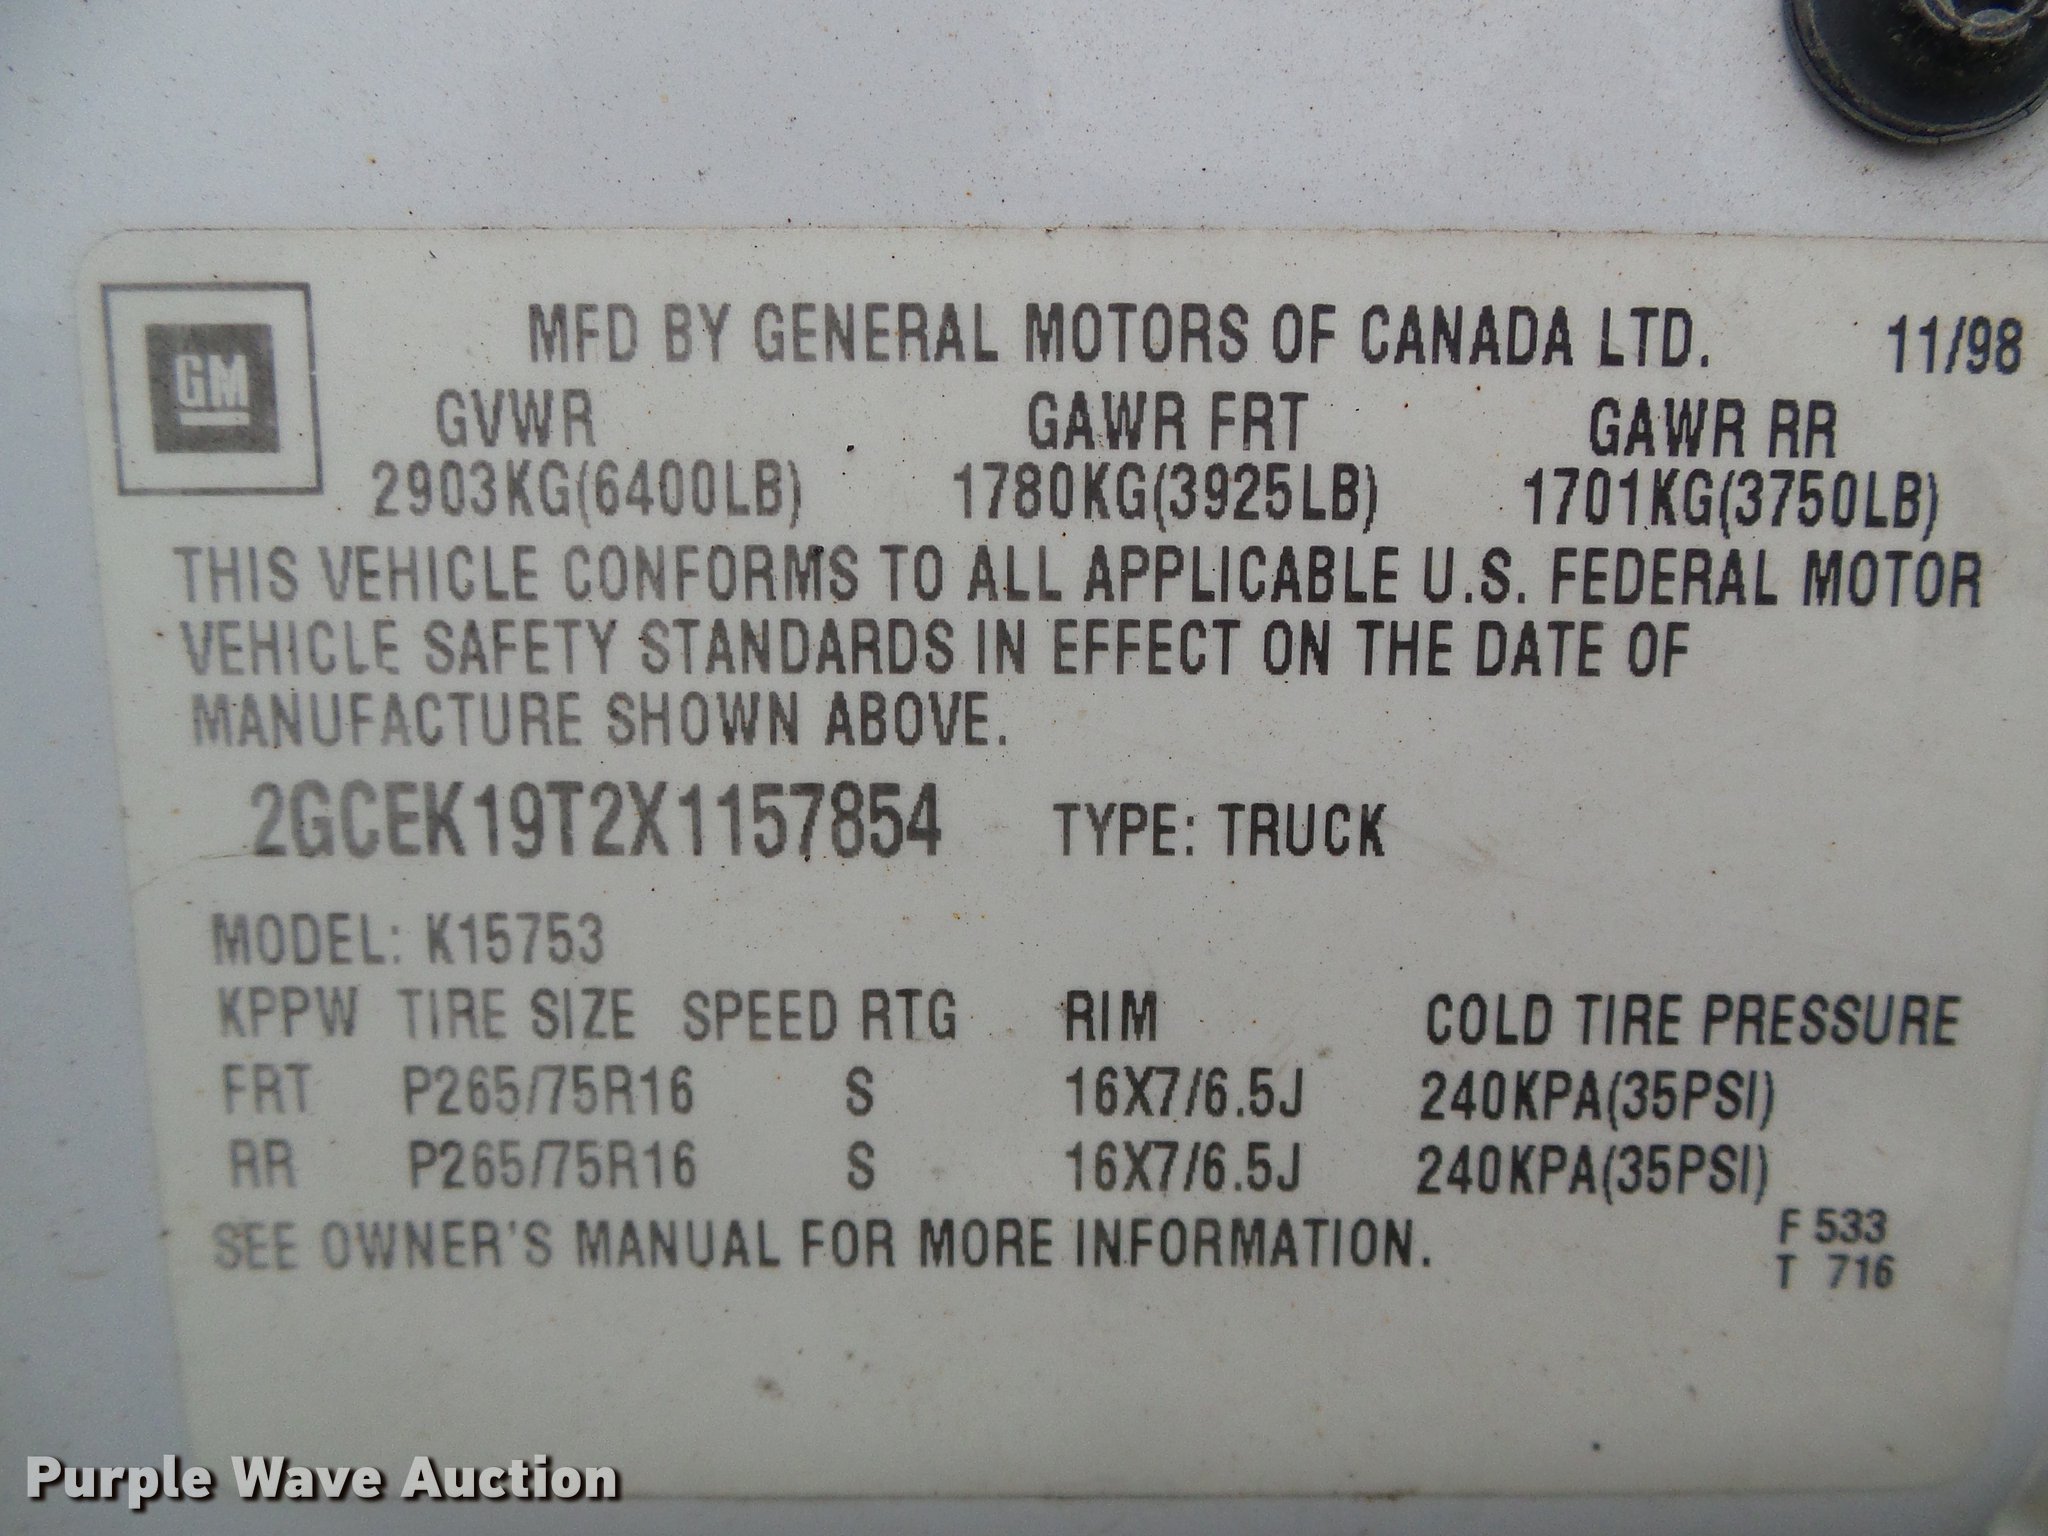 GM
MFD BY GENERAL MOTORS OF CANADA LTD. 11/98
GVWR GAWR FRT GAWR RR
2903KG(6400LB) 1780KG(3925LB) 1701KG(3750LB)
THIS VEHICLE CONFORMS TO ALL APPLICABLE U.S. FEDERAL MOTOR
VEHICLE SAFETY STANDARDS IN EFFECT ON THE DATE OF
MANUFACTURE SHOWN ABOVE.
2GCEK19T2X1157854 TYPE: TRUCK
MODEL: K15753
KPPW TIRE SIZE SPEED RTG RIM COLD TIRE PRESSURE
FRT P265/75R16 S 16X7/6.5J 240KPA(35PSI)
RR P265/75R16 S 16X7/6.5J 240KPA(35PSI)
SEE OWNER'S MANUAL FOR MORE INFORMATION.
F 533
T 716
Purple Wave Auction